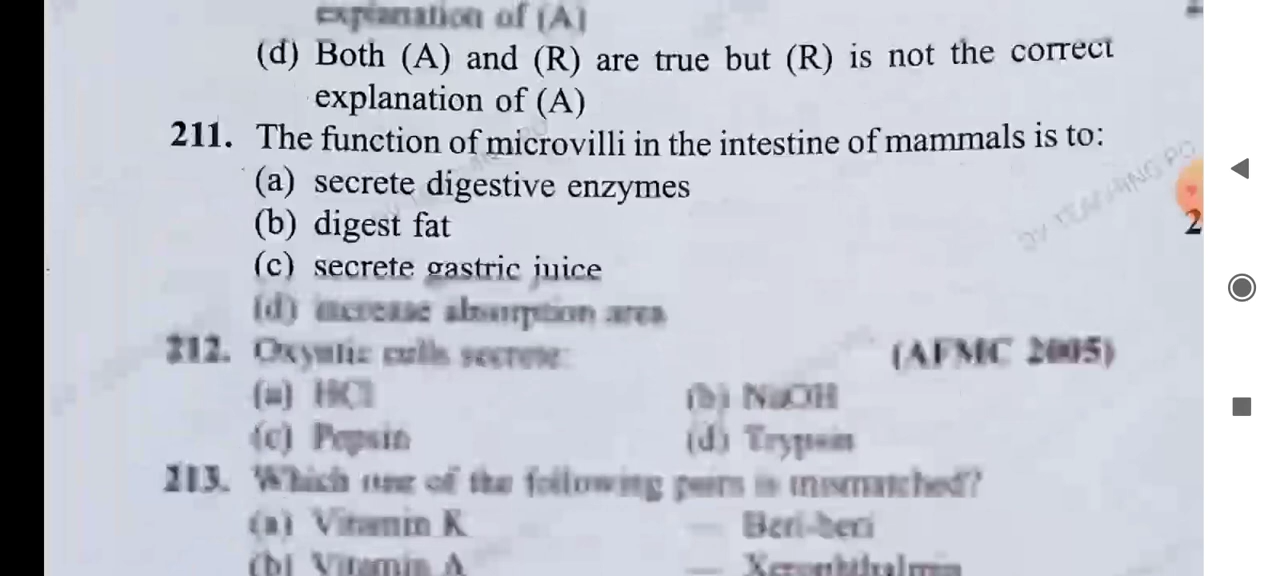 explanation of (A)
(d) Both (A) and (R) are true but (R) is not the correct
explanation of (A)
211. The function of microvilli in the intestine of mammals is to:
(a) secrete digestive enzymes
(b) digest fat
(c) secrete gastric juice
(d) increase absorption area
212. Oxyntic cells secrete: (AFMC 2005)
(a) HCl (b) NaOH
(c) Pepsin (d) Trypsin
213. Which one of the following pairs is mismatched?
(a) Vitamin K — Beri-beri
(b) Vitamin A — Xerophthalmia
2